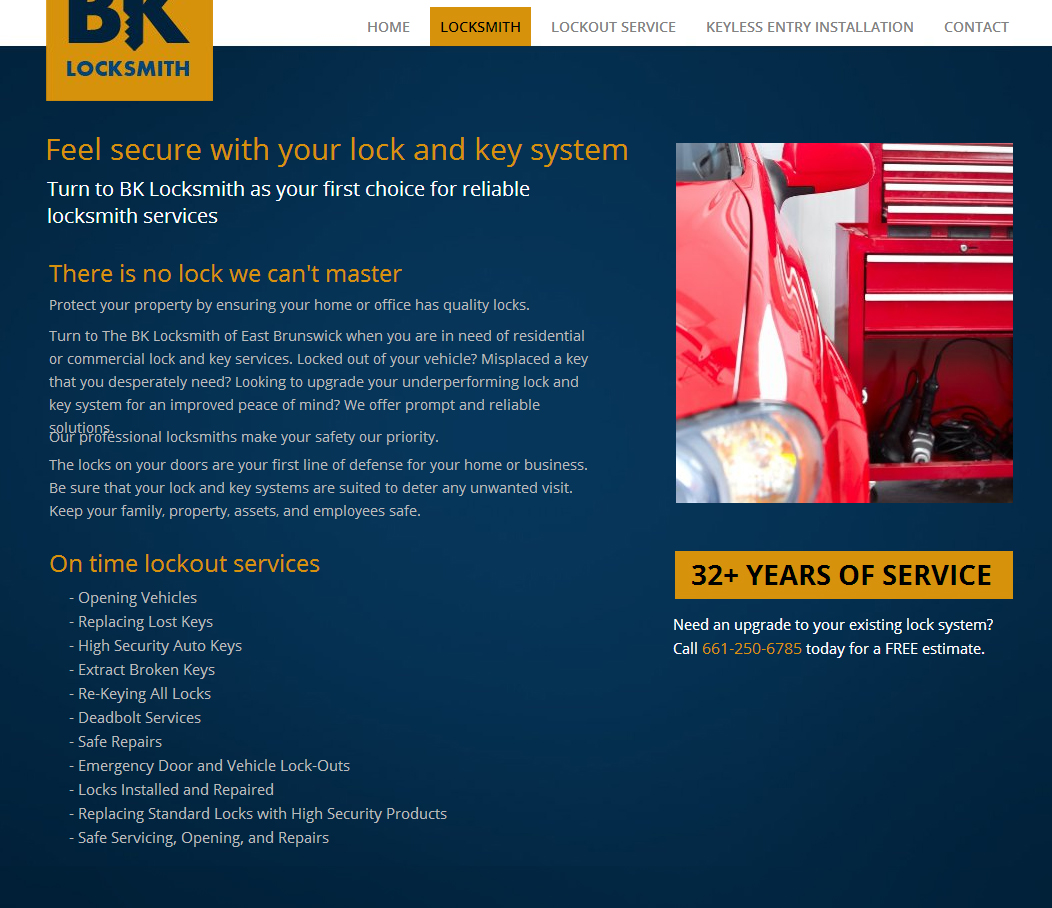 BK
LOCKSMITH
HOME
LOCKSMITH
LOCKOUT SERVICE
KEYLESS ENTRY INSTALLATION
CONTACT
Feel secure with your lock and key system
Turn to BK Locksmith as your first choice for reliable
locksmith services
There is no lock we can't master
Protect your property by ensuring your home or office has quality locks.
Turn to The BK Locksmith of East Brunswick when you are in need of residential
or commercial lock and key services. Locked out of your vehicle? Misplaced a key
that you desperately need? Looking to upgrade your underperforming lock and
key system for an improved peace of mind? We offer prompt and reliable
solutions.
Our professional locksmiths make your safety our priority.
The locks on your doors are your first line of defense for your home or business.
Be sure that your lock and key systems are suited to deter any unwanted visit.
Keep your family, property, assets, and employees safe.
On time lockout services
- Opening Vehicles
- Replacing Lost Keys
- High Security Auto Keys
- Extract Broken Keys
- Re-Keying All Locks
- Deadbolt Services
- Safe Repairs
- Emergency Door and Vehicle Lock-Outs
- Locks Installed and Repaired
- Replacing Standard Locks with High Security Products
- Safe Servicing, Opening, and Repairs
32+ YEARS OF SERVICE
Need an upgrade to your existing lock system?
Call 661-250-6785 today for a FREE estimate.